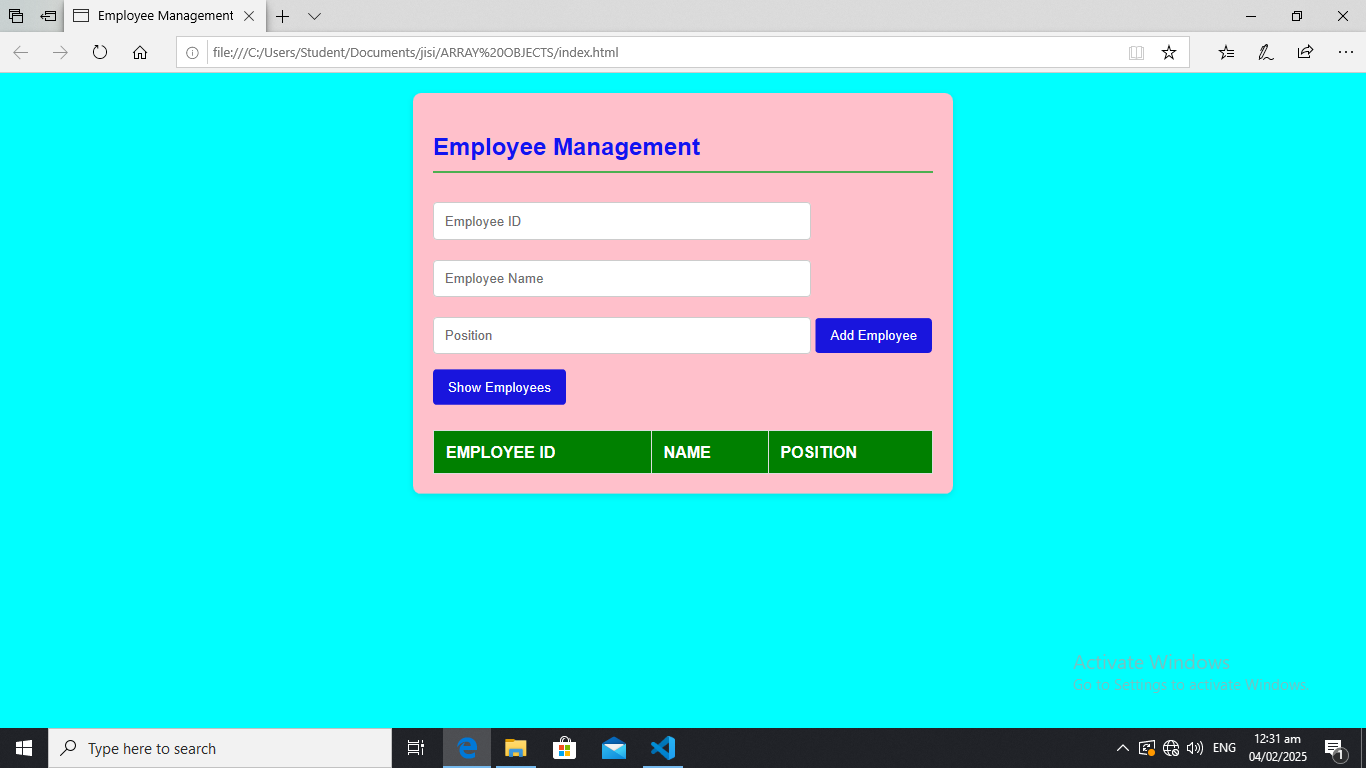 Employee Management
file:///C:/Users/Student/Documents/jisi/ARRAY%20OBJECTS/index.html
Employee Management
Employee ID
Employee Name
Position
Add Employee
Show Employees
EMPLOYEE ID NAME POSITION
Activate Windows
Go to Settings to activate Windows.
Type here to search
ENG
12:31 am
04/02/2025
1